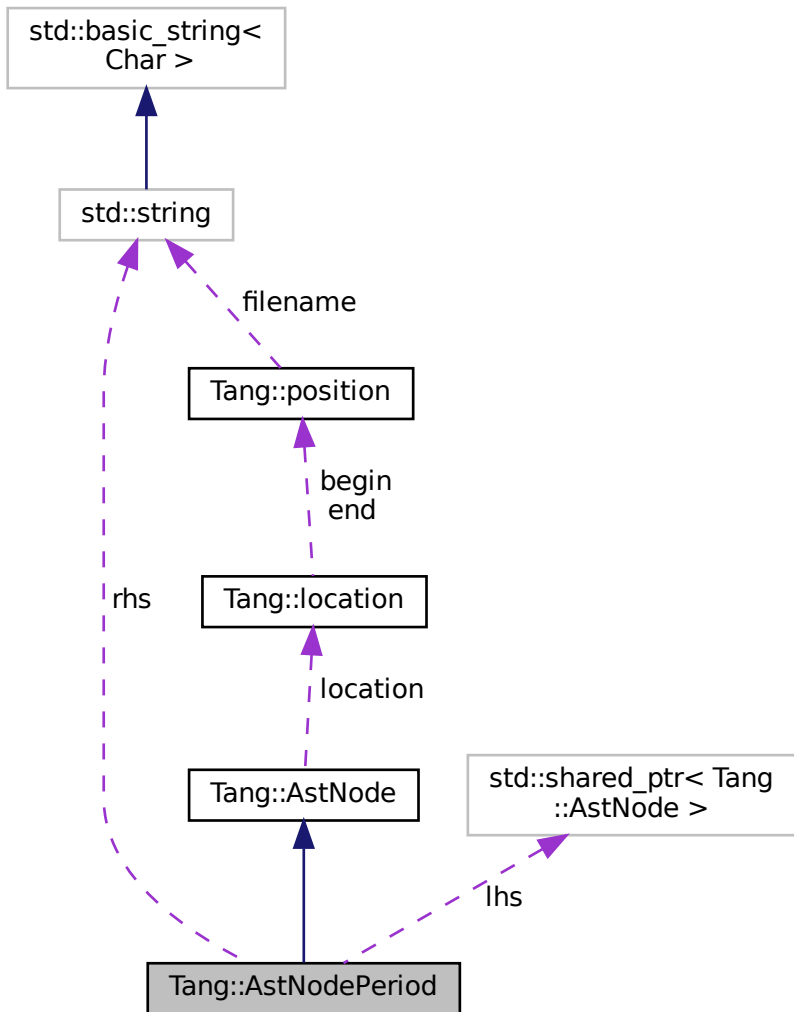 std::basic_string<
Char >
std::string
filename
Tang::position
begin
end
Tang::location
rhs
location
std::shared_ptr< Tang
::AstNode >
Tang::AstNode
lhs
Tang::AstNodePeriod